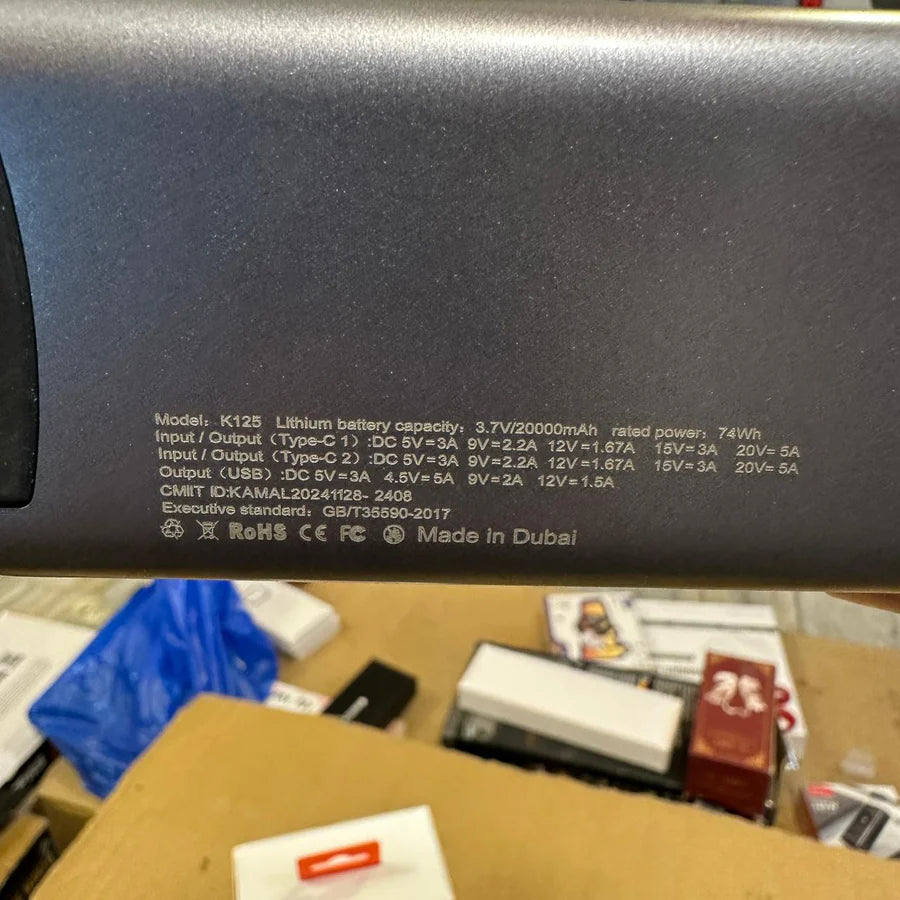 Model: K125 Lithium battery capacity: 3.7V/20000mAh rated power: 74Wh
Input / Output (Type-C 1) :DC 5V=3A 9V=2.2A 12V=1.67A 15V=3A 20V=5A
Input / Output (Type-C 2) :DC 5V=3A 9V=2.2A 12V=1.67A 15V=3A 20V=5A
Output (USB) :DC 5V=3A 4.5V=5A 9V=2A 12V=1.5A
CMIIT ID:KAMAL20241128- 2408
Executive standard: GB/T35590-2017
RoHS CE FC Made in Dubai